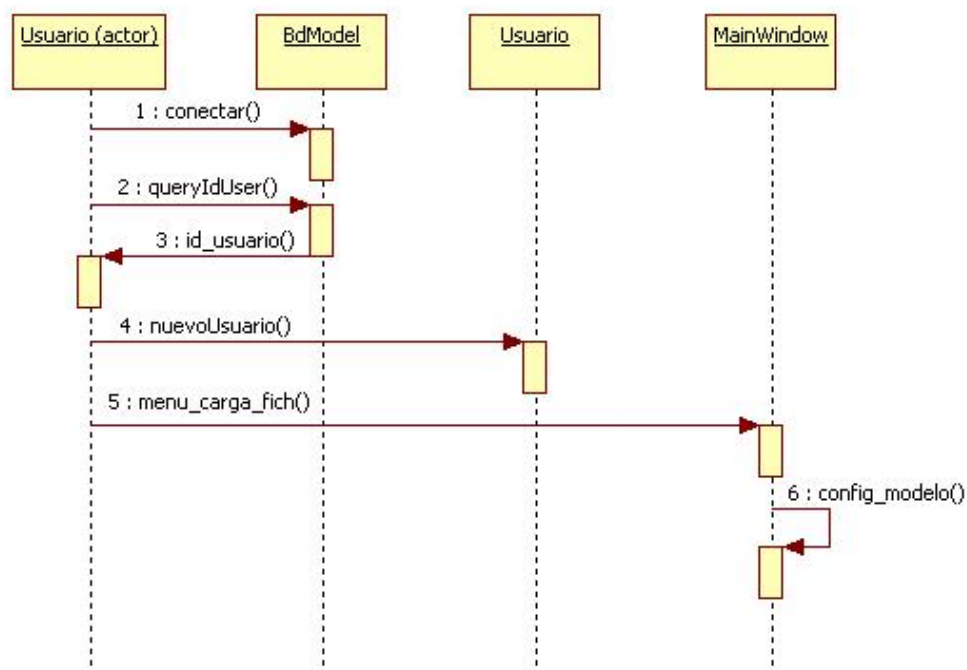 Usuario (actor)
BdModel
Usuario
MainWindow
1 : conectar()
2 : queryIdUser()
3 : id_usuario()
4 : nuevoUsuario()
5 : menu_carga_fich()
6 : config_modelo()